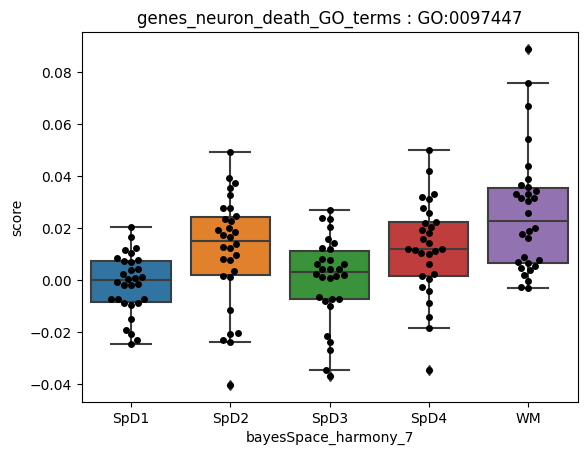 genes_neuron_death_GO_terms : GO:0097447
score
0.08
0.06
0.04
0.02
0.00
−0.02
−0.04
SpD1 SpD2 SpD3 SpD4 WM
bayesSpace_harmony_7